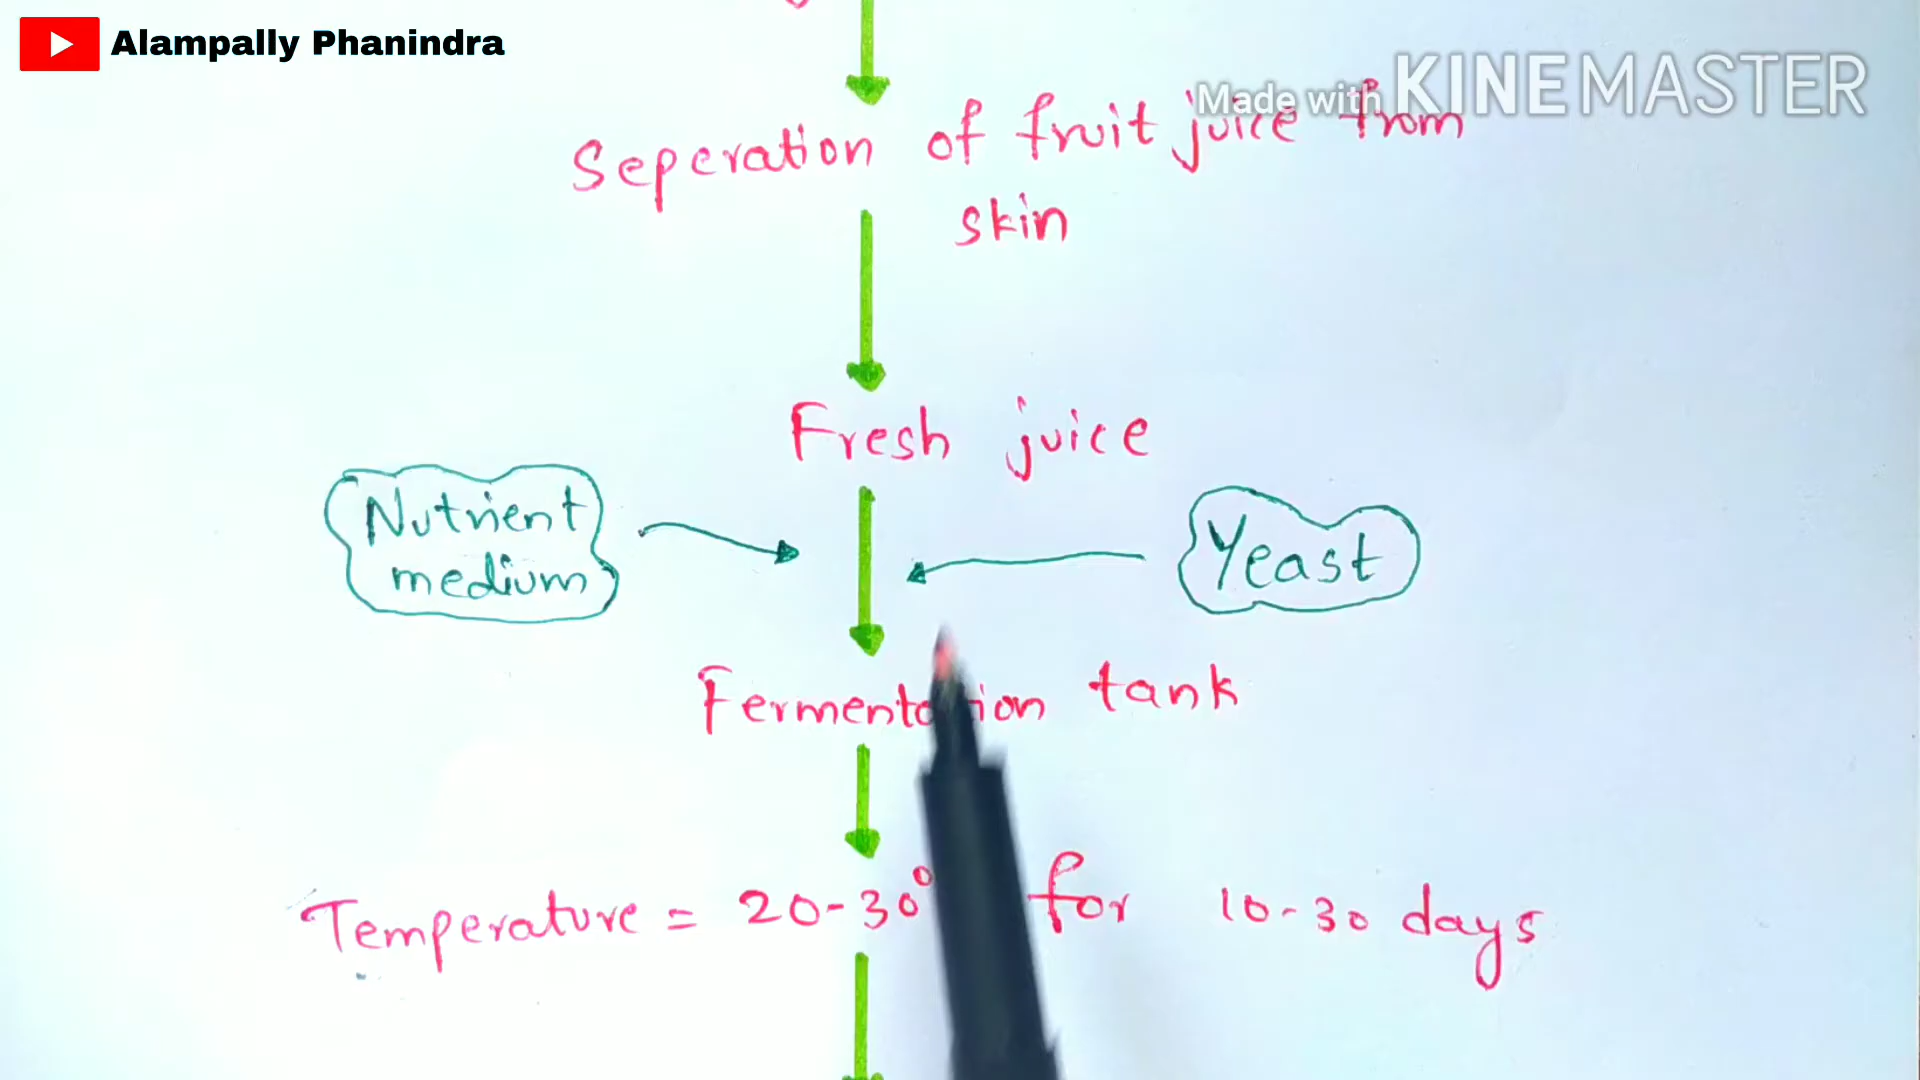 Alampally Phanindra
Made with KINEMASTER
Seperation of fruit juice from
skin
Fresh juice
Nutrient
medium
Yeast
tank
Temperature = 20-30° for 10-30 days